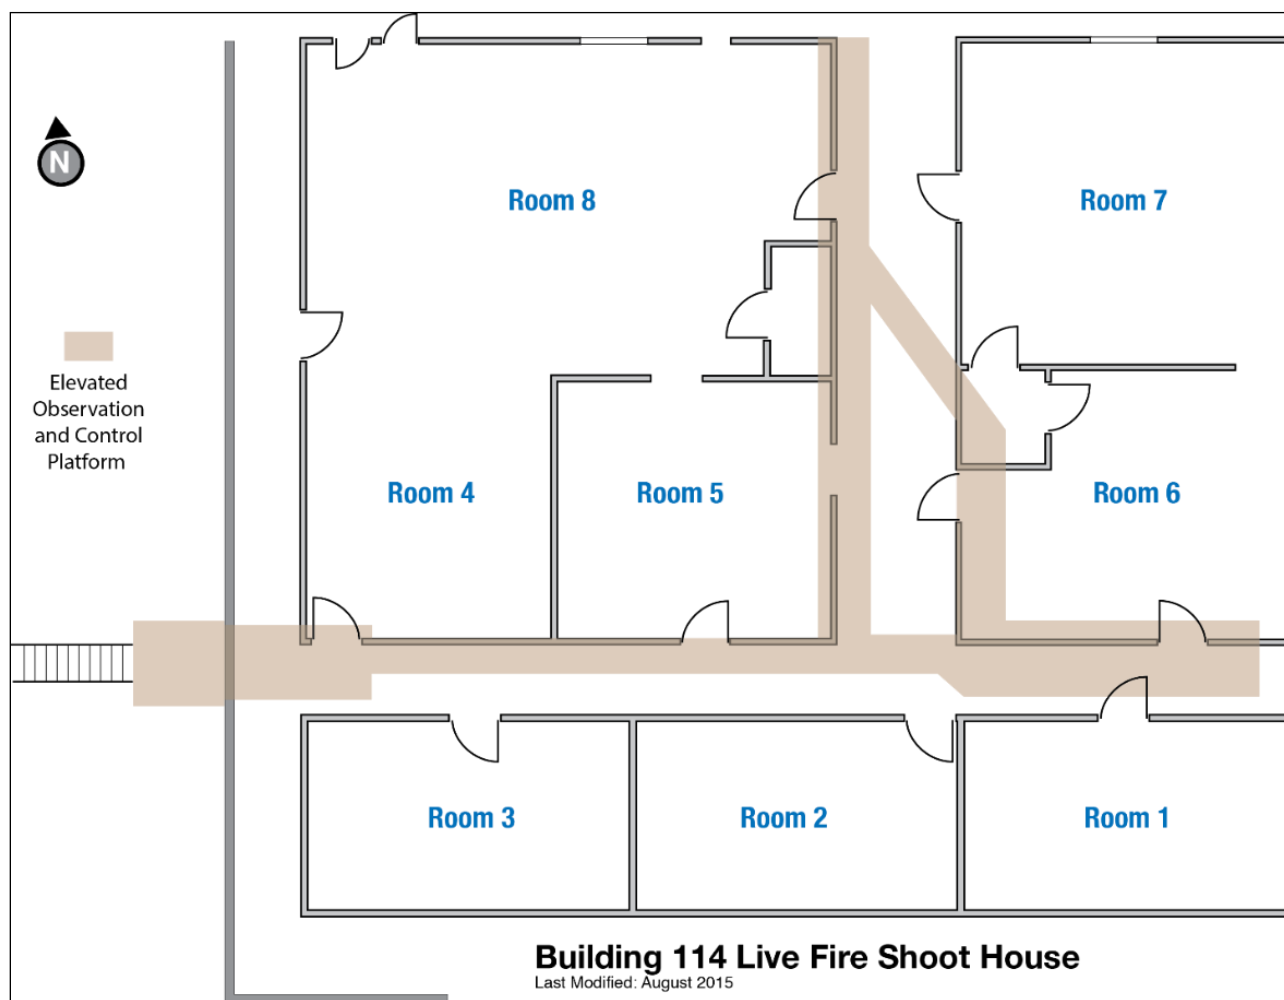 N
Room 8
Room 7
Elevated
Observation
and Control
Platform
Room 4
Room 5
Room 6
Room 3
Room 2
Room 1
Building 114 Live Fire Shoot House
Last Modified: August 2015